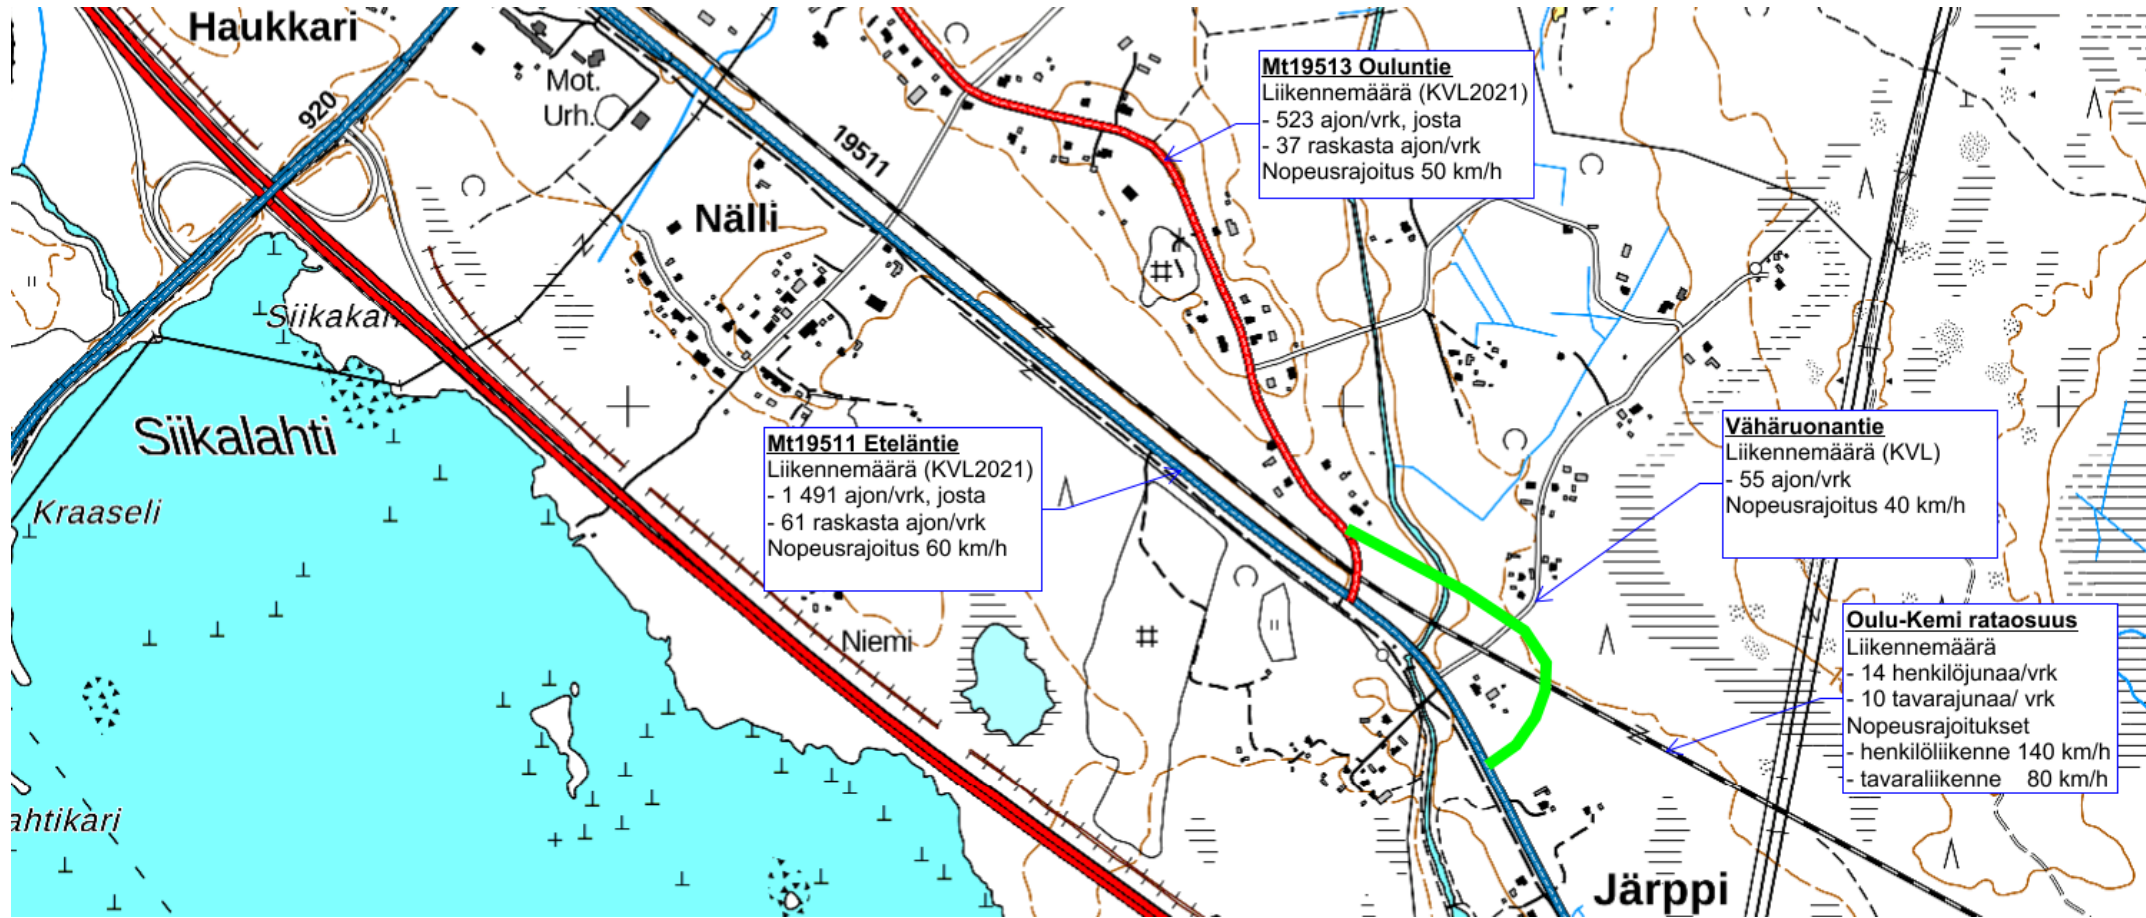 Haukkari
920
Mot.
Urh.
19511
Nälli
Mt19513 Ouluntie
Liikennemäärä (KVL2021)
- 523 ajon/vrk, josta
- 37 raskasta ajon/vrk
Nopeusrajoitus 50 km/h
Siikakari
Siikalahti
Kraaseli
Mt19511 Eteläntie
Liikennemäärä (KVL2021)
- 1 491 ajon/vrk, josta
- 61 raskasta ajon/vrk
Nopeusrajoitus 60 km/h
Vähäruonantie
Liikennemäärä (KVL)
- 55 ajon/vrk
Nopeusrajoitus 40 km/h
Niemi
Oulu-Kemi rataosuus
Liikennemäärä
- 14 henkilöjunaa/vrk
- 10 tavarajunaa/ vrk
Nopeusrajoitukset
- henkilöliikenne 140 km/h
- tavaraliikenne 80 km/h
ahtikari
Järppi